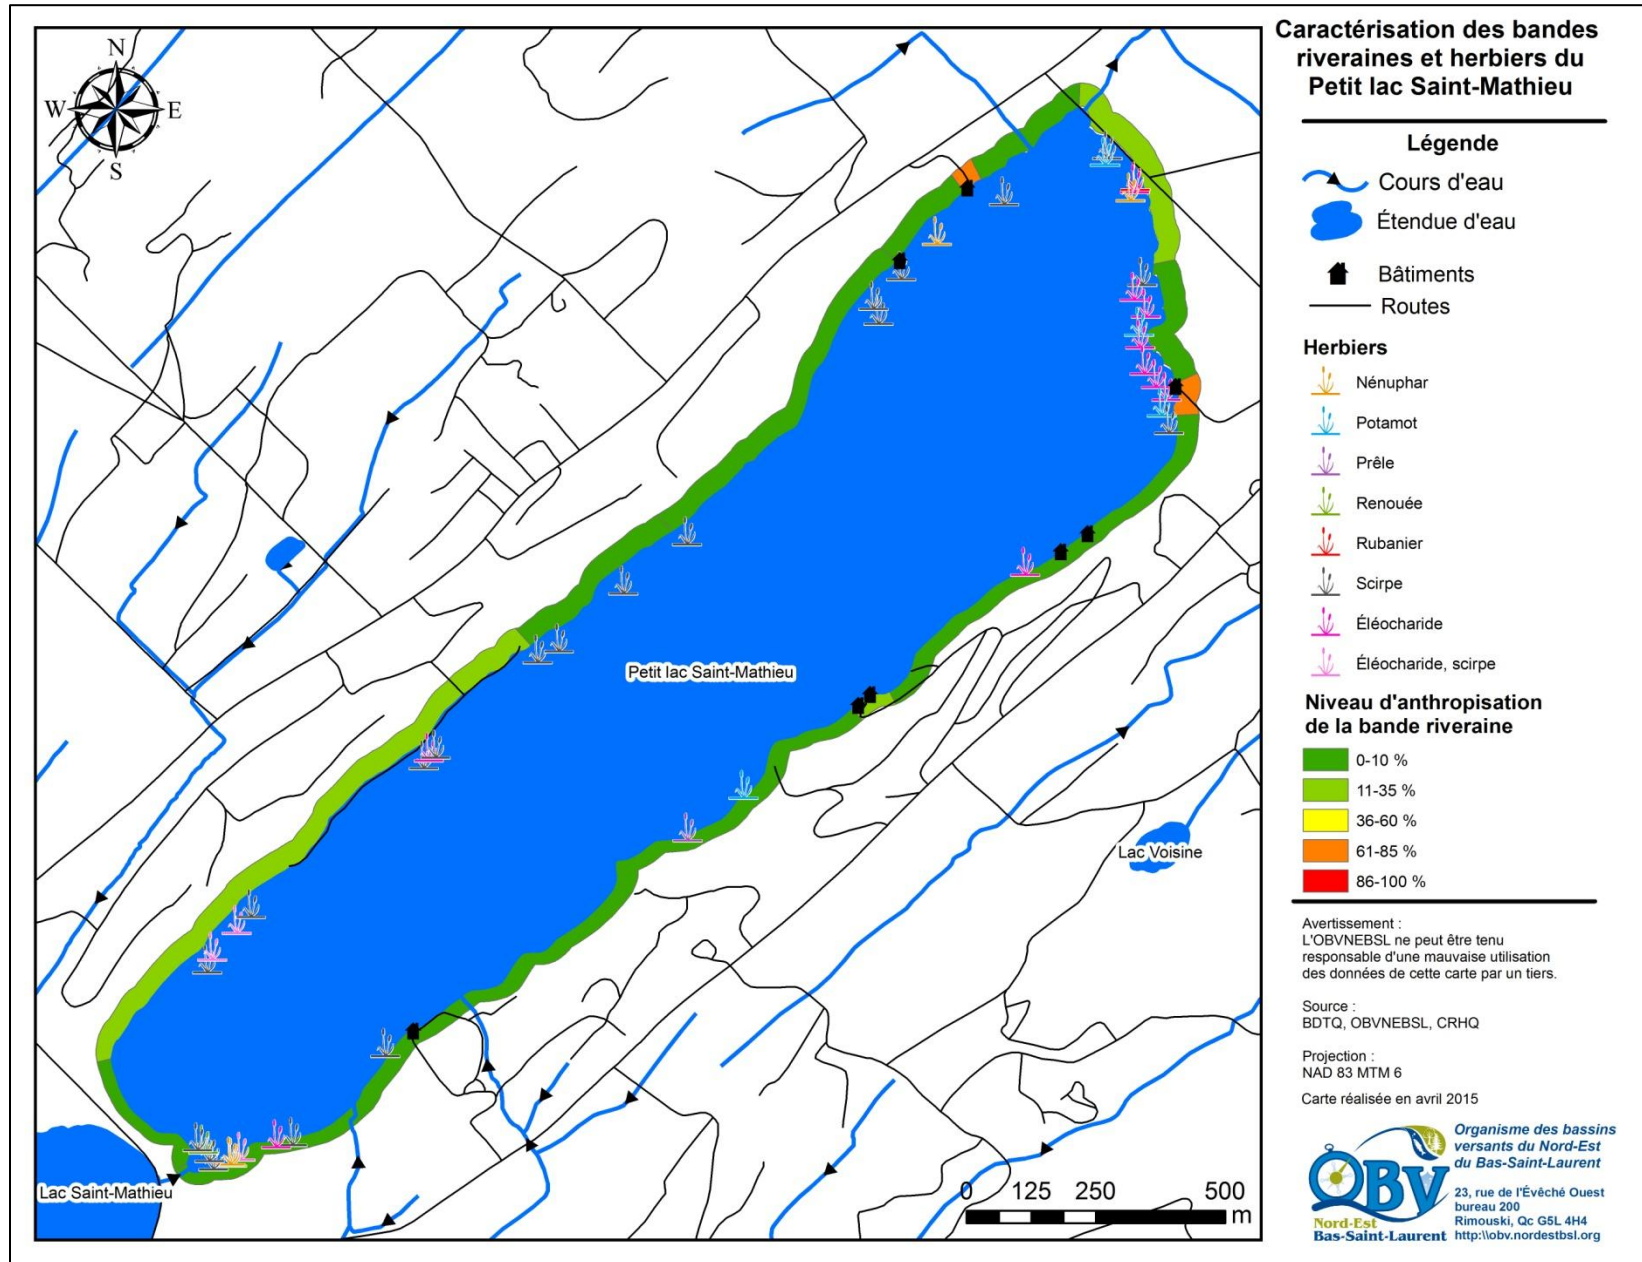 Caractérisation des bandes
riveraines et herbiers du
Petit lac Saint-Mathieu
Légende
Cours d'eau
Étendue d'eau
Bâtiments
Routes
Herbiers
Nénuphar
Potamot
Prêle
Renouée
Rubanier
Scirpe
Éléocharide
Éléocharide, scirpe
Niveau d'anthropisation
de la bande riveraine
0-10 %
11-35 %
36-60 %
61-85 %
86-100 %
Avertissement :
L'OBVNEBSL ne peut être tenu
responsable d'une mauvaise utilisation
des données de cette carte par un tiers.
Source :
BDTQ, OBVNEBSL, CRHQ
Projection :
NAD 83 MTM 6
Carte réalisée en avril 2015
OBV
Nord-Est
Bas-Saint-Laurent
Organisme des bassins
versants du Nord-Est
du Bas-Saint-Laurent
23, rue de l'Évêché Ouest
bureau 200
Rimouski, Qc G5L 4H4
http:\\obv.nordestbsl.org
N
W E
S
Petit lac Saint-Mathieu
Lac Voisine
Lac Saint-Mathieu
0 125 250 500
m